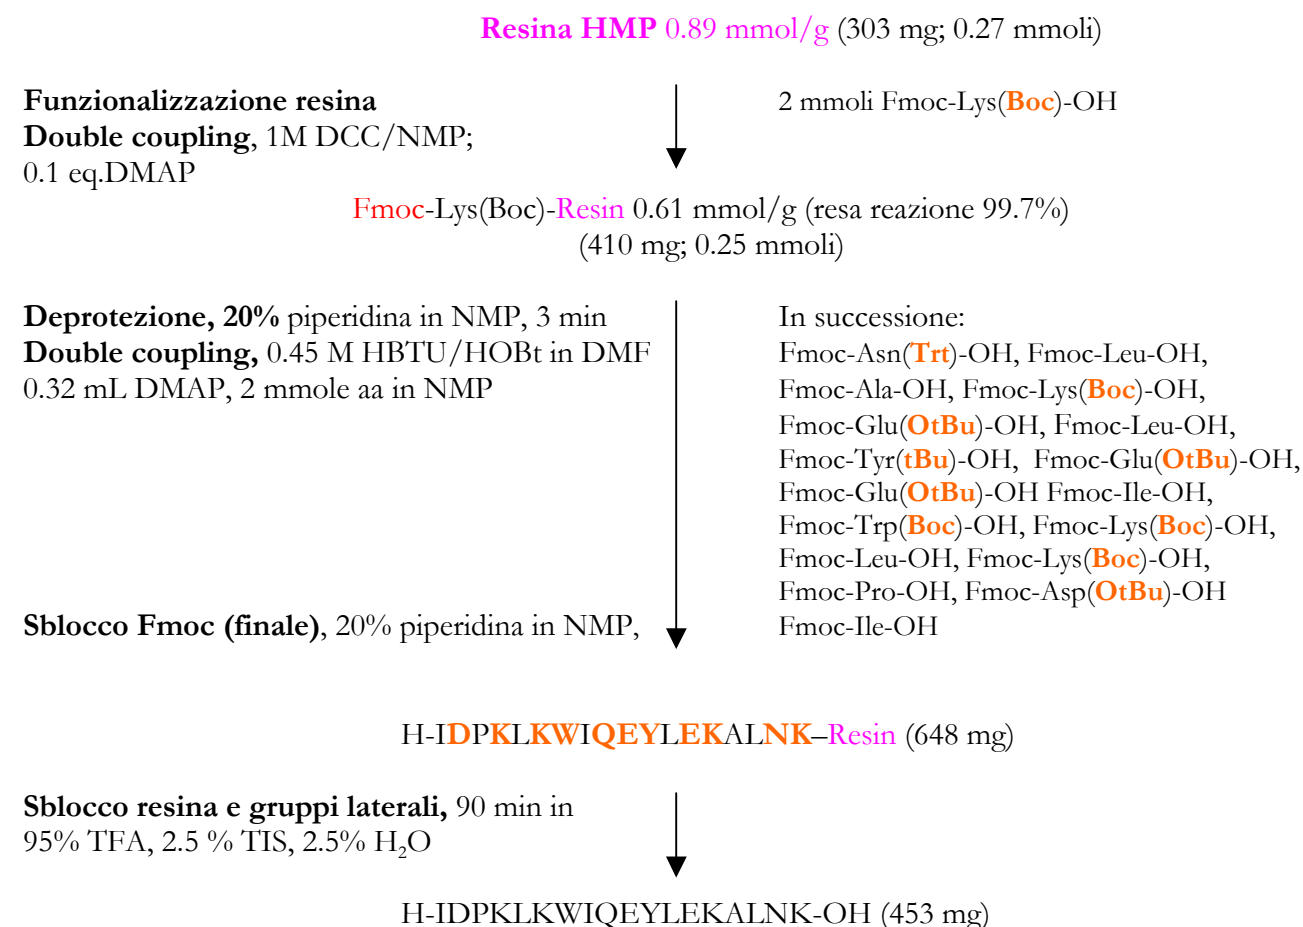 Resina HMP 0.89 mmol/g (303 mg; 0.27 mmoli)
Funzionalizzazione resina
Double coupling, 1M DCC/NMP;
0.1 eq.DMAP
2 mmoli Fmoc-Lys(Boc)-OH
Fmoc-Lys(Boc)-Resin 0.61 mmol/g (resa reazione 99.7%)
(410 mg; 0.25 mmoli)
Deprotezione, 20% piperidina in NMP, 3 min
Double coupling, 0.45 M HBTU/HOBt in DMF
0.32 mL DMAP, 2 mmole aa in NMP
In successione:
Fmoc-Asn(Trt)-OH, Fmoc-Leu-OH,
Fmoc-Ala-OH, Fmoc-Lys(Boc)-OH,
Fmoc-Glu(OtBu)-OH, Fmoc-Leu-OH,
Fmoc-Tyr(tBu)-OH, Fmoc-Glu(OtBu)-OH,
Fmoc-Glu(OtBu)-OH Fmoc-Ile-OH,
Fmoc-Trp(Boc)-OH, Fmoc-Lys(Boc)-OH,
Fmoc-Leu-OH, Fmoc-Lys(Boc)-OH,
Fmoc-Pro-OH, Fmoc-Asp(OtBu)-OH
Fmoc-Ile-OH
Sblocco Fmoc (finale), 20% piperidina in NMP,
H-IDPKLKWIQEYLEKALNK–Resin (648 mg)
Sblocco resina e gruppi laterali, 90 min in
95% TFA, 2.5 % TIS, 2.5% H₂O
H-IDPKLKWIQEYLEKALNK-OH (453 mg)